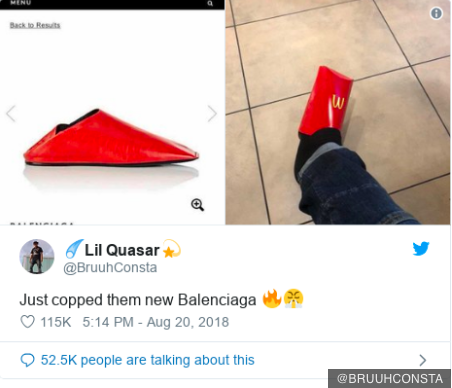 MENU
Back to Results
BALENCIAGA
Lil Quasar
@BruuhConsta
Just copped them new Balenciaga
115K 5:14 PM - Aug 20, 2018
52.5K people are talking about this
@BRUUHCONSTA